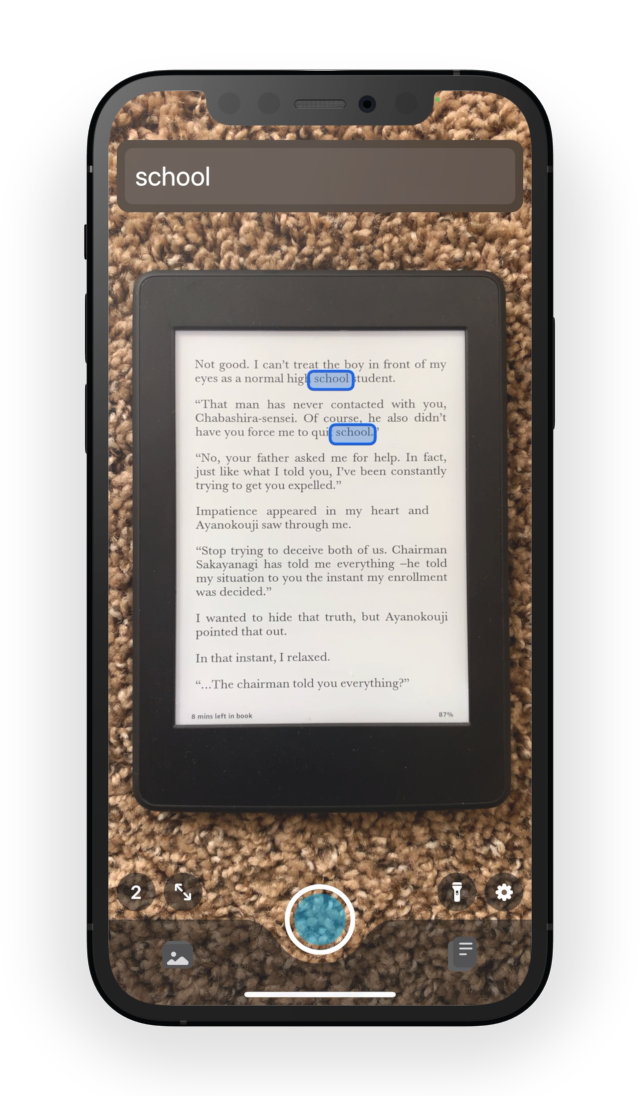 school
Not good. I can't treat the boy in front of my
eyes as a normal high school student.
“That man has never contacted with you,
Chabashira-sensei. Of course, he also didn't
have you force me to quit school.”
“No, your father asked me for help. In fact,
just like what I told you, I've been constantly
trying to get you expelled.”
Impatience appeared in my heart and
Ayanokouji saw through me.
“Stop trying to deceive both of us. Chairman
Sakayanagi has told me everything –he told
my situation to you the instant my enrollment
was decided.”
I wanted to hide that truth, but Ayanokouji
pointed that out.
In that instant, I relaxed.
“...The chairman told you everything?”
8 mins left in book 87%
2